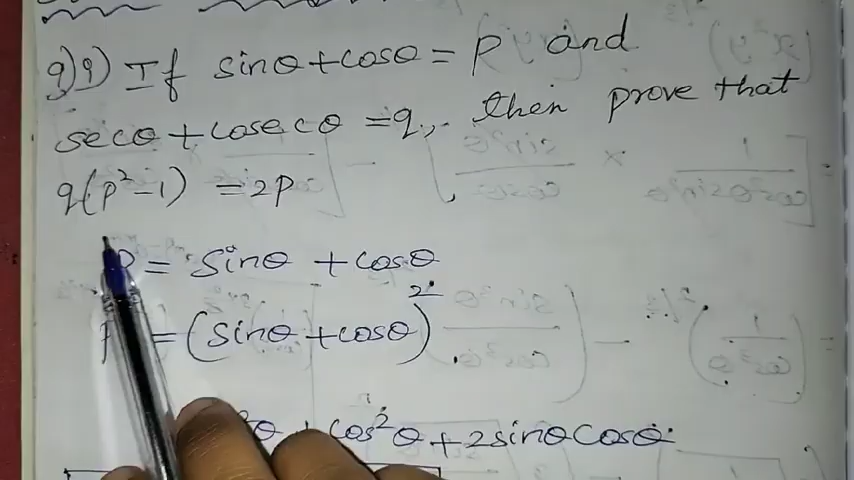 9) If sinθ+cosθ = p and
secθ + cosecθ = q, then prove that
q(p²-1) = 2p
p = sinθ + cosθ
= (sinθ + cosθ)²
cos²θ + 2sinθcosθ